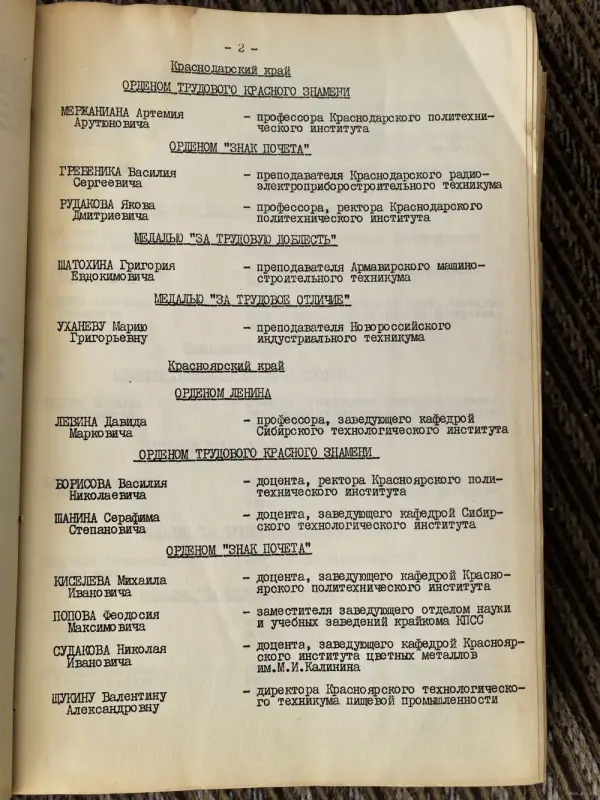 - 2 -
Краснодарский край
ОРДЕНОМ ТРУДОВОГО КРАСНОГО ЗНАМЕНИ
МЕРЖАНИАНА Артемия - профессора Краснодарского политехни-
Арутюновича ческого института
ОРДЕНОМ "ЗНАК ПОЧЕТА"
ГРЕБЕНИКА Василия - преподавателя Краснодарского радио-
Сергеевича электроприборостроительного техникума
РУДАКОВА Якова - профессора, ректора Краснодарского
Дмитриевича политехнического института
МЕДАЛЬЮ "ЗА ТРУДОВУЮ ДОБЛЕСТЬ"
ШАТОХИНА Григория - преподавателя Армавирского машино-
Евдокимовича строительного техникума
МЕДАЛЬЮ "ЗА ТРУДОВОЕ ОТЛИЧИЕ"
УХАНЕВУ Марию - преподавателя Новороссийского
Григорьевну индустриального техникума
Красноярский край
ОРДЕНОМ ЛЕНИНА
ЛЕВИНА Давида - профессора, заведующего кафедрой
Марковича Сибирского технологического института
ОРДЕНОМ ТРУДОВОГО КРАСНОГО ЗНАМЕНИ
БОРИСОВА Василия - доцента, ректора Красноярского поли-
Николаевича технического института
ШАНИНА Серафима - доцента, заведующего кафедрой Сибир-
Степановича ского технологического института
ОРДЕНОМ "ЗНАК ПОЧЕТА"
КИСЕЛЕВА Михаила - доцента, заведующего кафедрой Красно-
Ивановича ярского политехнического института
ПОПОВА Феодосия - заместителя заведующего отделом науки
Максимовича и учебных заведений крайкома КПСС
СУДАКОВА Николая - доцента, заведующего кафедрой Краснояр-
Ивановича ского института цветных металлов
им.М.И.Калинина
ЩУКИНУ Валентину - директора Красноярского технологическо-
Александровну го техникума пищевой промышленности